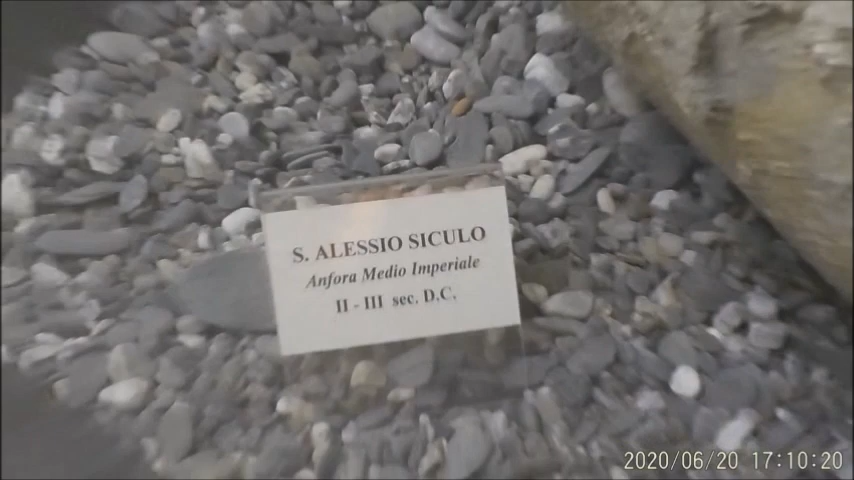 S. ALESSIO SICULO
Anfora Medio Imperiale
II - III sec. D.C.
2020/06/20 17:10:20